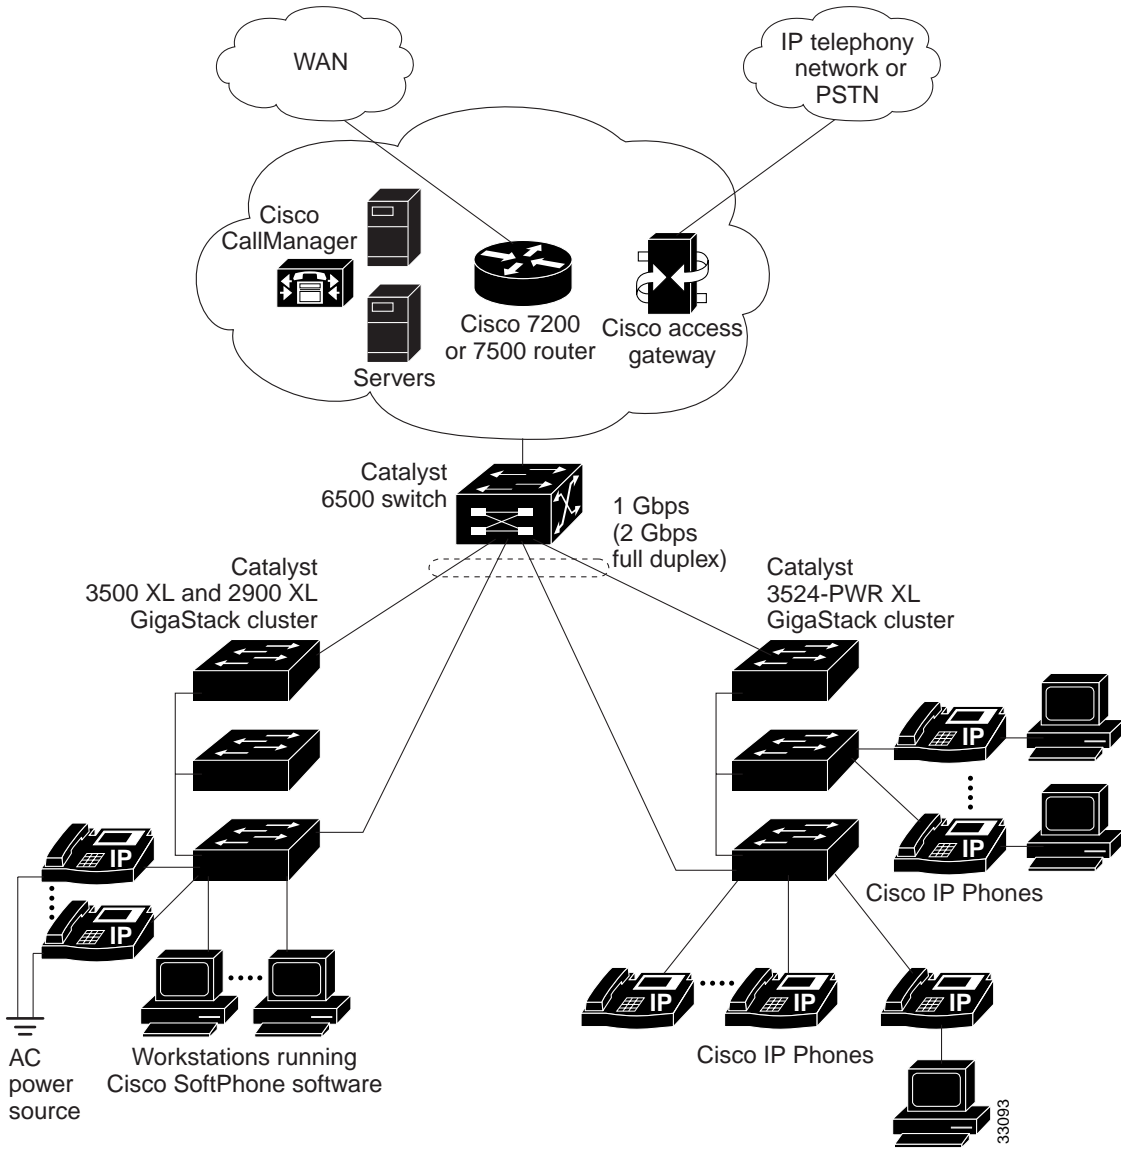 WAN
IP telephony
network or
PSTN
Cisco
CallManager
Servers
Cisco 7200
or 7500 router
Cisco access
gateway
Catalyst
6500 switch
1 Gbps
(2 Gbps
full duplex)
Catalyst
3500 XL and 2900 XL
GigaStack cluster
Catalyst
3524-PWR XL
GigaStack cluster
IP
IP
Cisco IP Phones
IP
IP
AC
power
source
Workstations running
Cisco SoftPhone software
IP
IP
IP
Cisco IP Phones
33093